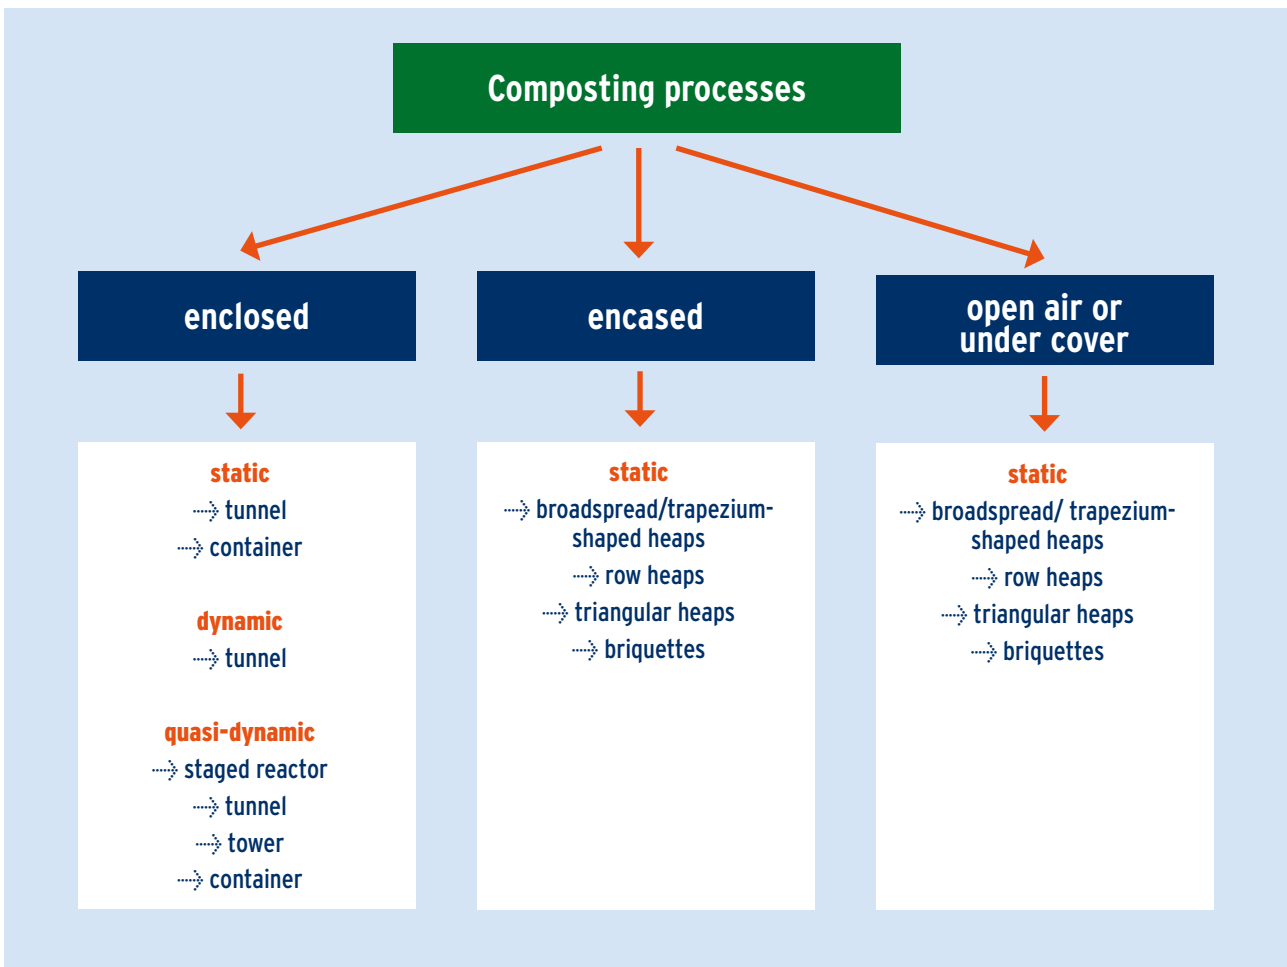 Composting processes
enclosed
static
tunnel
container
dynamic
tunnel
quasi-dynamic
staged reactor
tunnel
tower
container
encased
static
broadspread/trapezium-
shaped heaps
row heaps
triangular heaps
briquettes
open air or
under cover
static
broadspread/ trapezium-
shaped heaps
row heaps
triangular heaps
briquettes